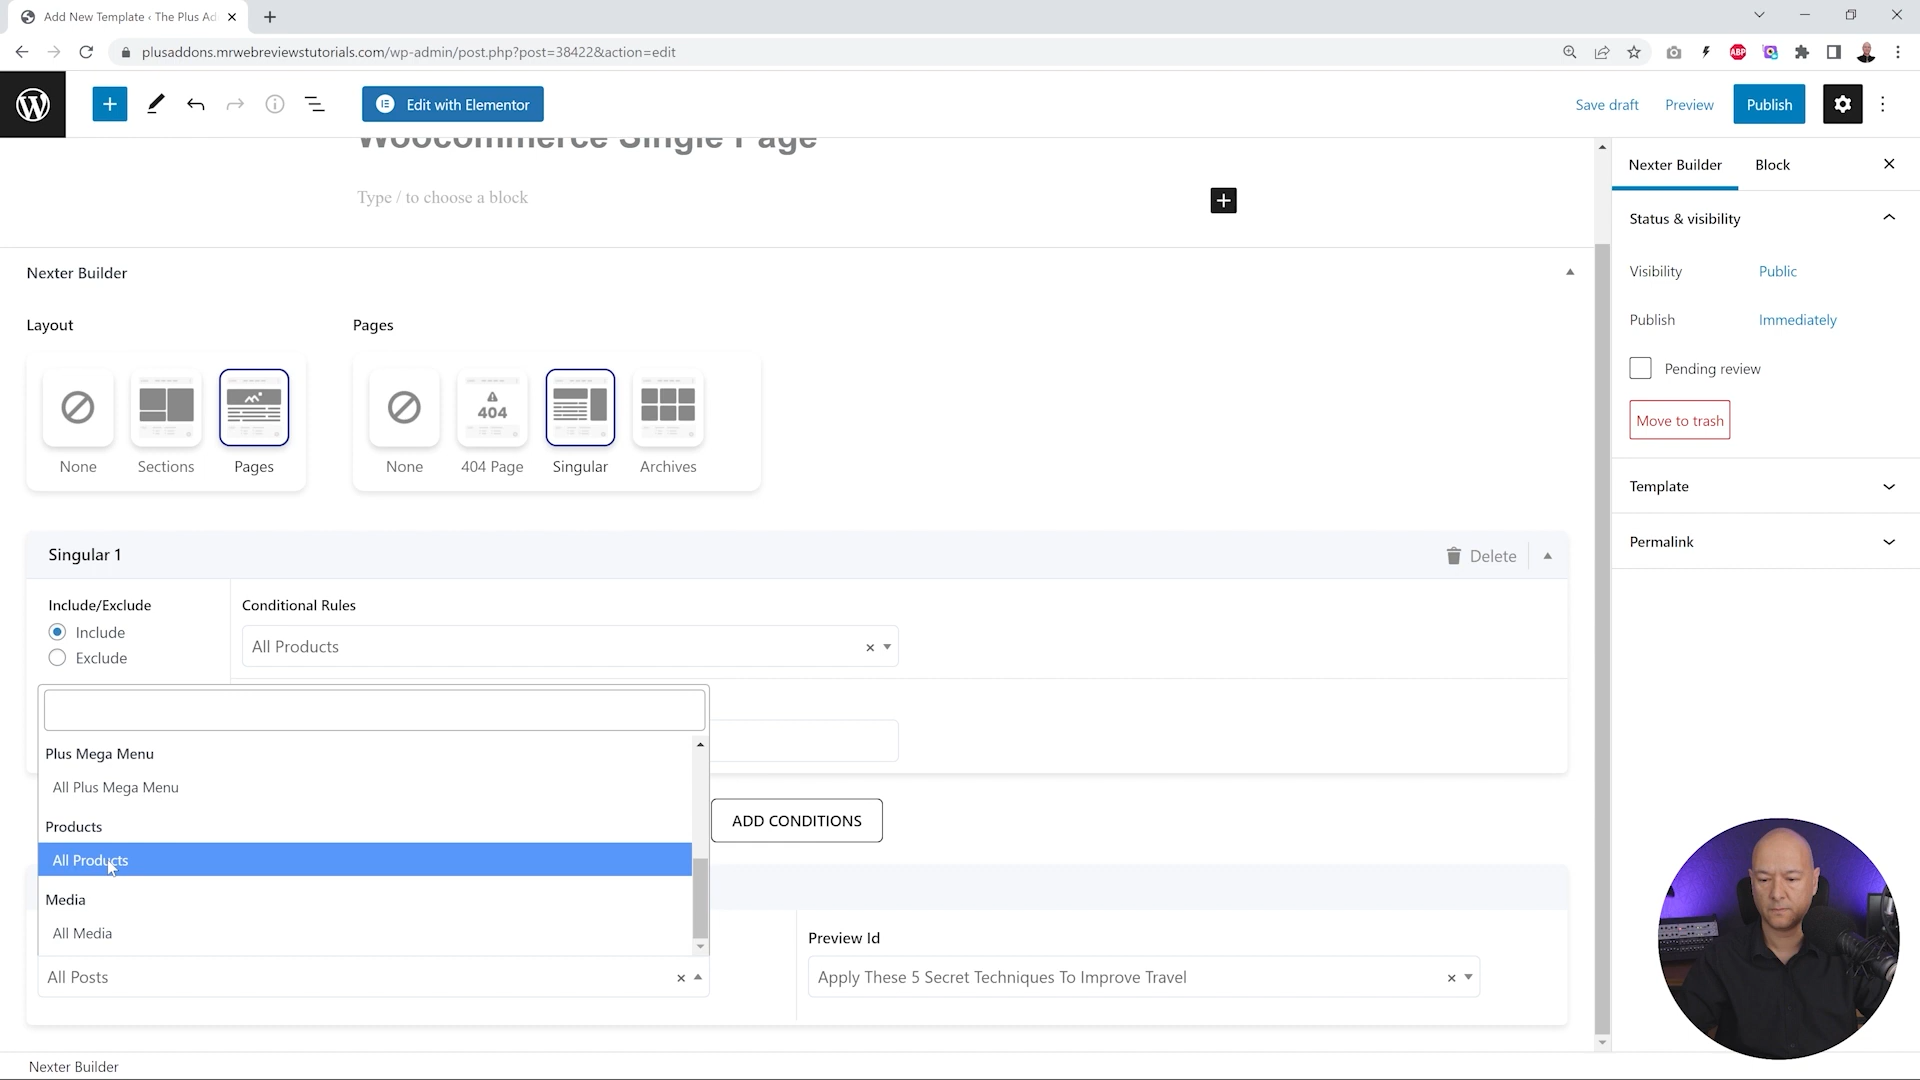 Add New Template ‹ The Plus Ad
plusaddons.mrwebreviewstutorials.com/wp-admin/post.php?post=38422&action=edit
ABP
Edit with Elementor
Save draft
Preview
Publish
Woocommerce Single Page
Type / to choose a block
Nexter Builder
Block
Status & visibility
Visibility
Public
Publish
Immediately
Pending review
Move to trash
Template
Permalink
Nexter Builder
Layout
Pages
None
Sections
Pages
None
404
404 Page
Singular
Archives
Singular 1
Delete
Include/Exclude
Include
Exclude
Conditional Rules
All Products
Plus Mega Menu
All Plus Mega Menu
Products
All Products
Media
All Media
All Posts
ADD CONDITIONS
Preview Id
Apply These 5 Secret Techniques To Improve Travel
Nexter Builder